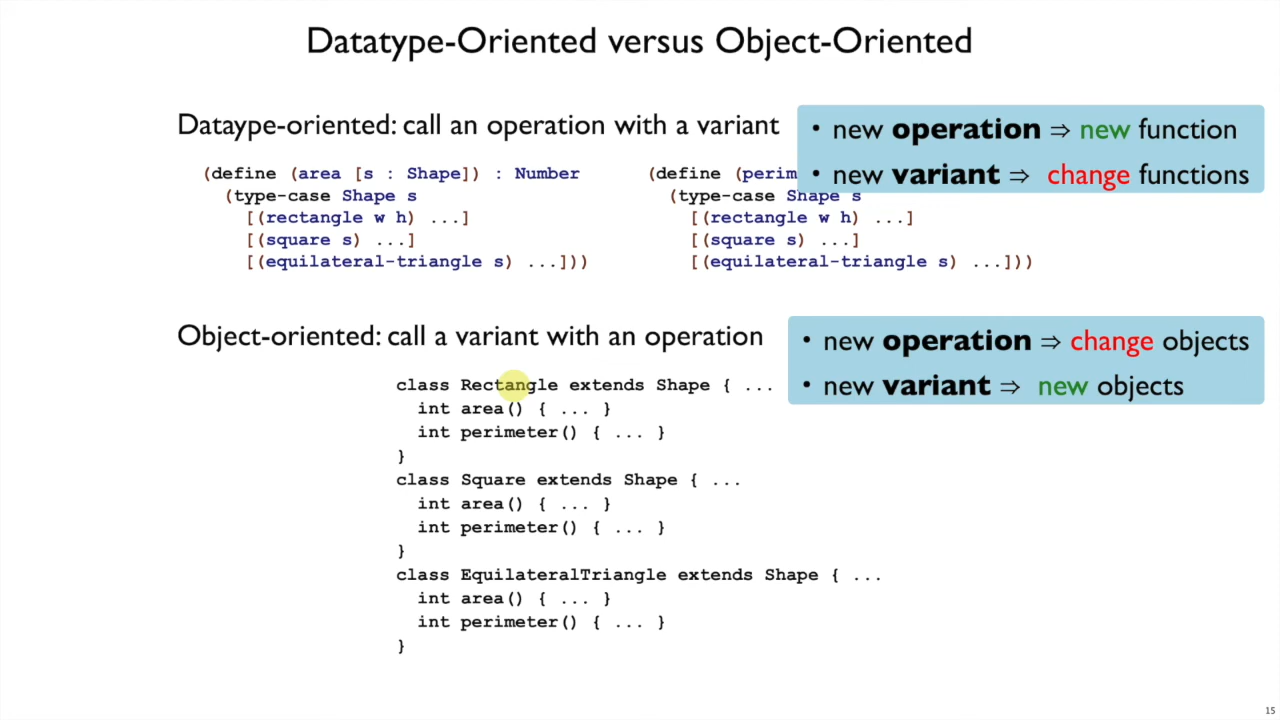 Datatype-Oriented versus Object-Oriented
Dataype-oriented: call an operation with a variant
• new operation ⇒ new function
• new variant ⇒ change functions
(define (area [s : Shape]) : Number
(type-case Shape s
[(rectangle w h) ...]
[(square s) ...]
[(equilateral-triangle s) ...]))
(define (perim
(type-case Shape s
[(rectangle w h) ...]
[(square s) ...]
[(equilateral-triangle s) ...]))
Object-oriented: call a variant with an operation
• new operation ⇒ change objects
• new variant ⇒ new objects
class Rectangle extends Shape { ...
int area() { ... }
int perimeter() { ... }
}
class Square extends Shape { ...
int area() { ... }
int perimeter() { ... }
}
class EquilateralTriangle extends Shape { ...
int area() { ... }
int perimeter() { ... }
}
15